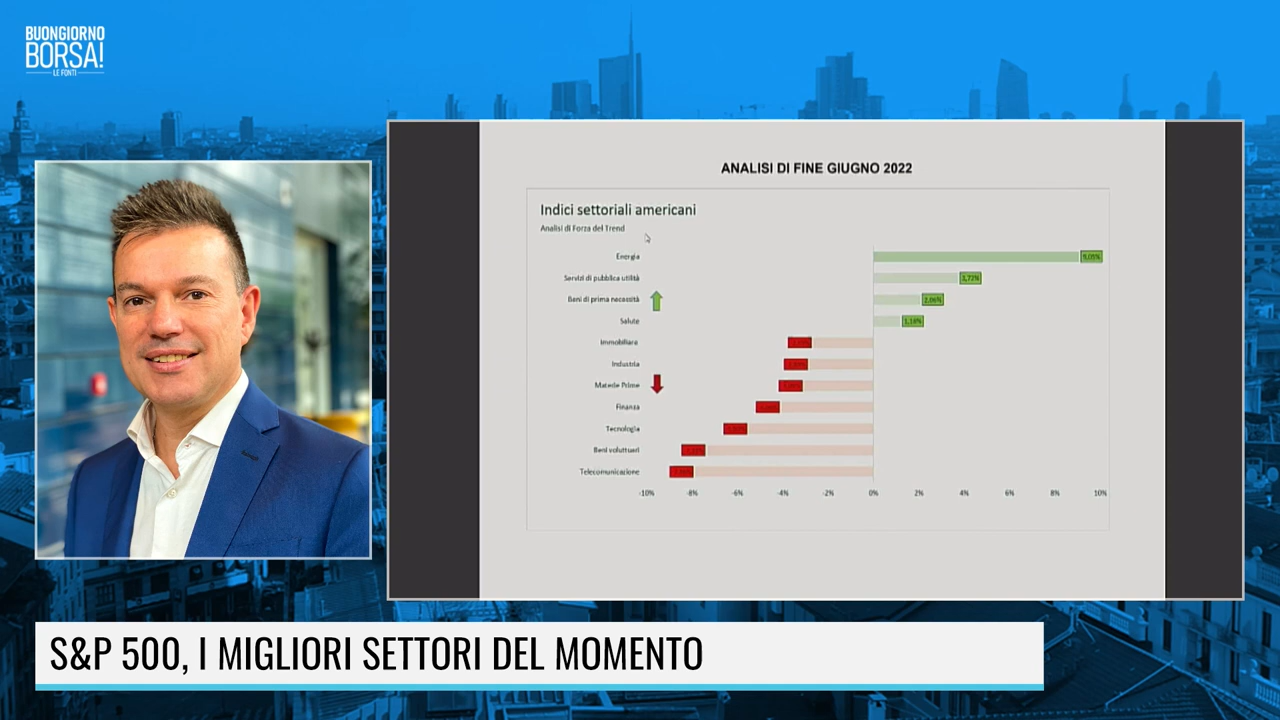 BUONGIORNO
BORSA!
LE FONTI
ANALISI DI FINE GIUGNO 2022
Indici settoriali americani
Analisi di Forza del Trend
Energia
Servizi di pubblica utilità 3,72%
Beni di prima necessità 2,06%
Salute 1,18%
Immobiliare
Industria
Materie Prime
Finanza
Tecnologia
Beni voluttuari
Telecomunicazione
-10% -8% -6% -4% -2% 0% 2% 4% 6% 8% 10%
S&P 500, I MIGLIORI SETTORI DEL MOMENTO